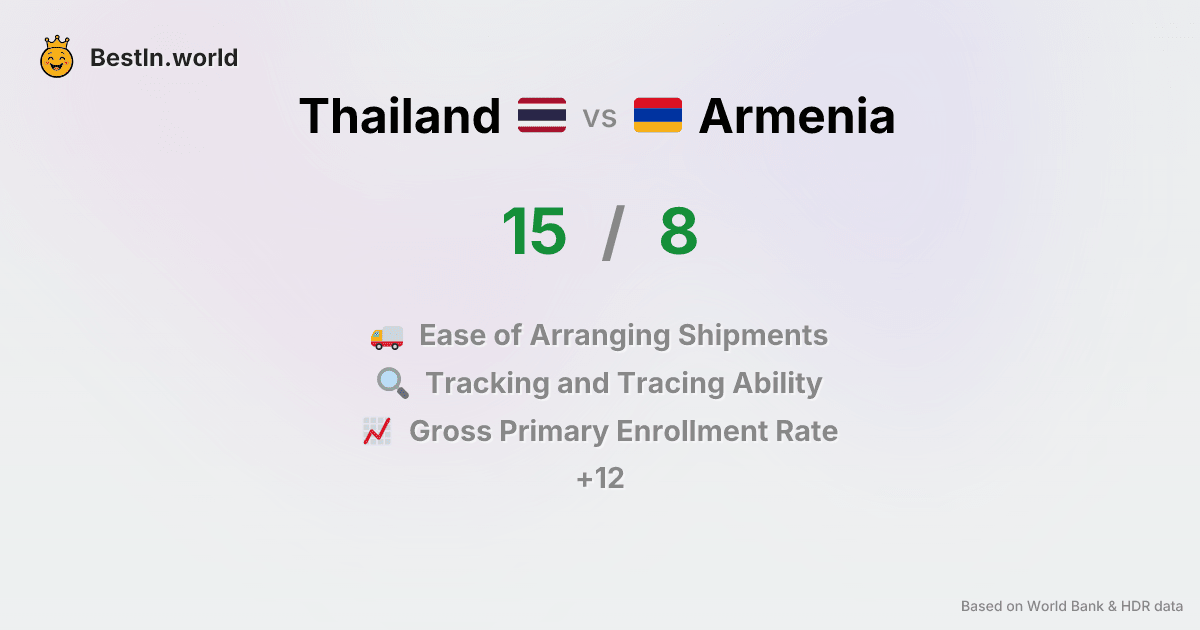 BestIn.world
Thailand vs Armenia
15 / 8
Ease of Arranging Shipments
Tracking and Tracing Ability
Gross Primary Enrollment Rate
+12
Based on World Bank & HDR data